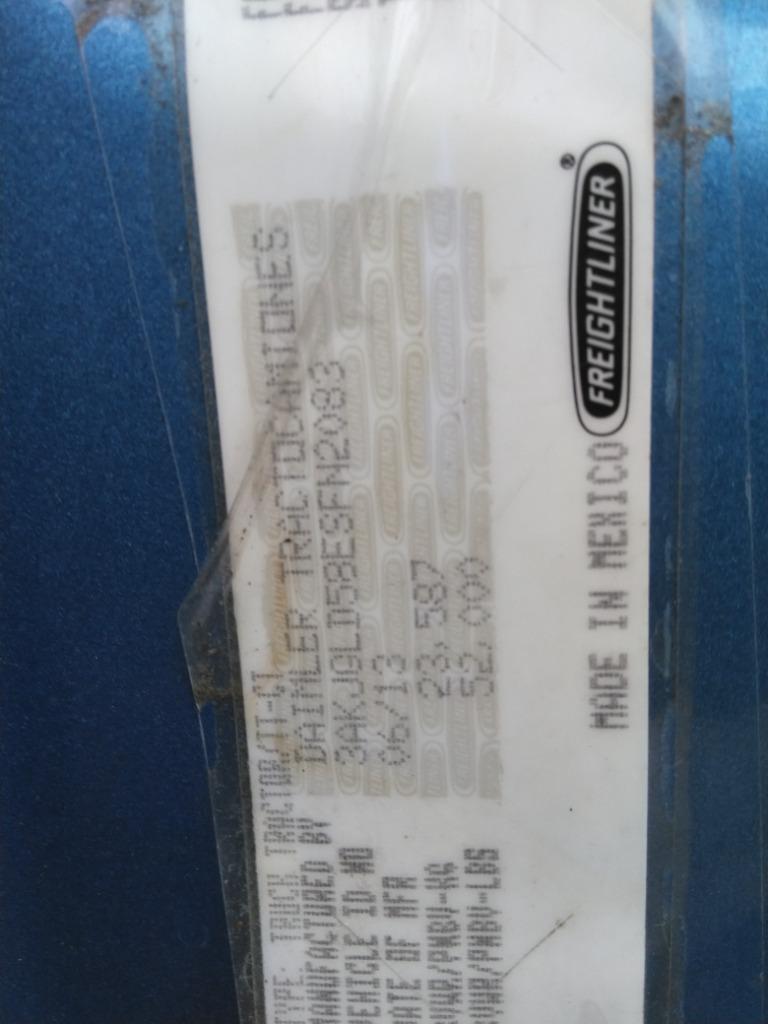 TYPE: TRUCK TRACTOR/TT-CT
MANUFACTURED BY DAIMLER TRACTOCAMIONES
VEHICLE ID NO 3AKJGLD58ESFN2083
DATE OF MFR 06/13
GVWR/PNBV-KG 23,587
GVWR/PNBV-LBS 52,000
MADE IN MEXICO FREIGHTLINER®